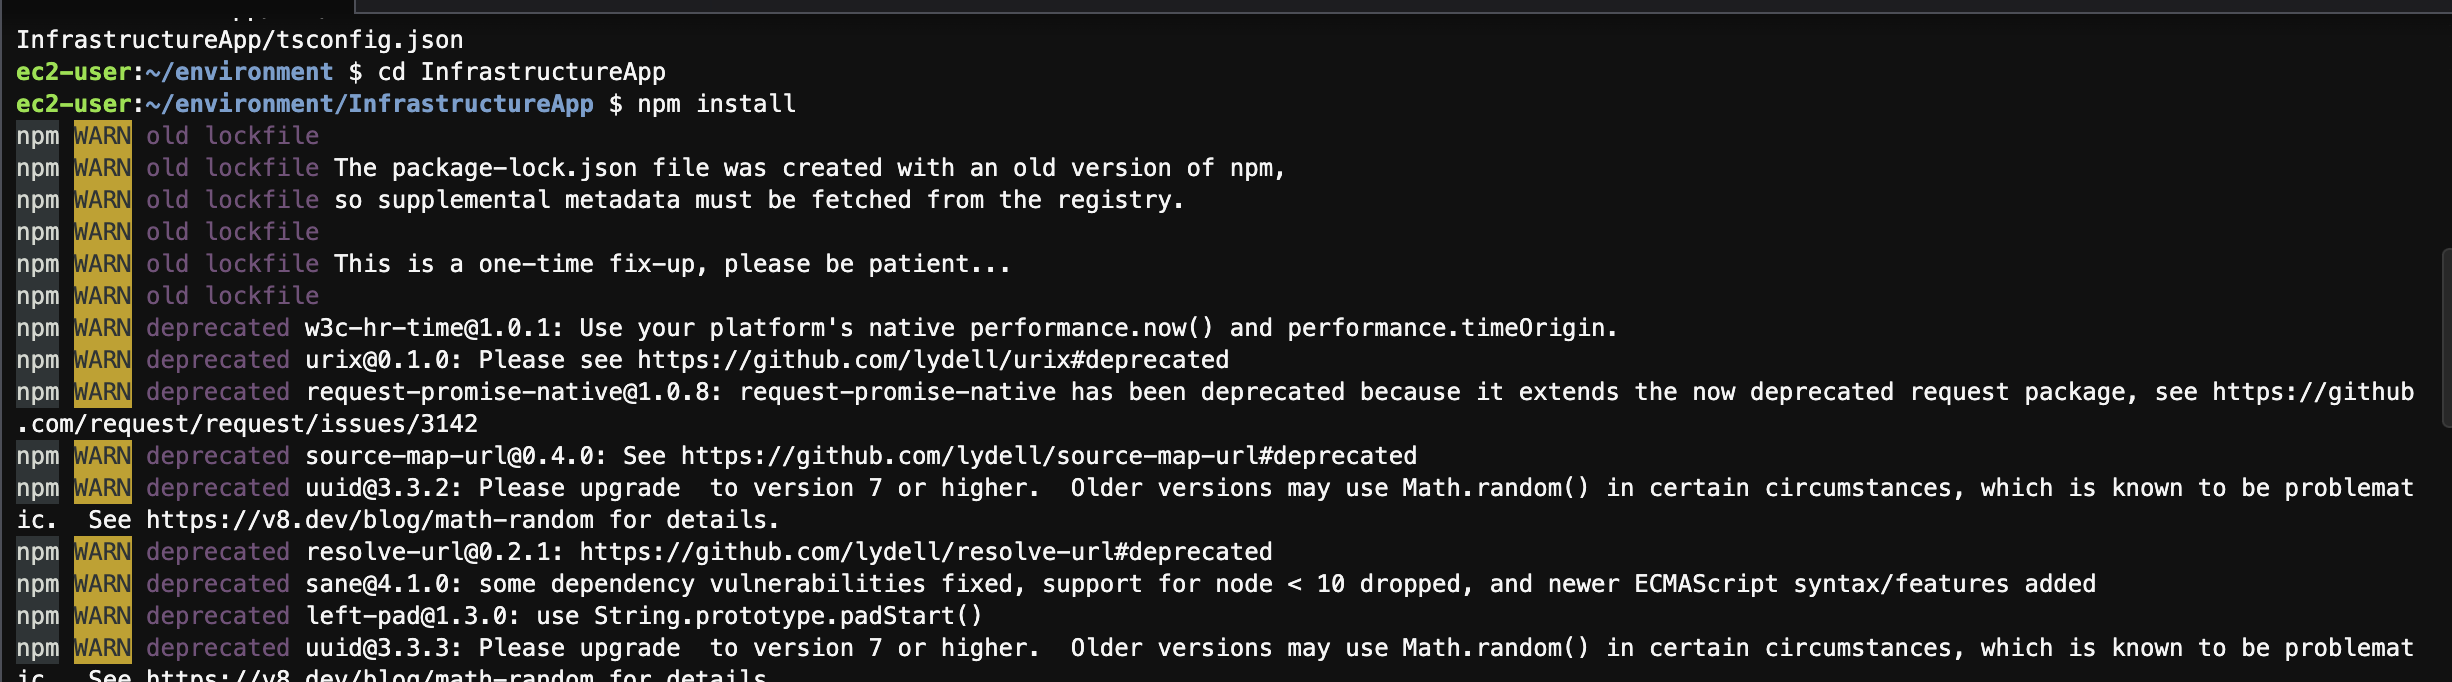 InfrastructureApp/tsconfig.json
ec2-user:~/environment $ cd InfrastructureApp
ec2-user:~/environment/InfrastructureApp $ npm install
npm WARN old lockfile
npm WARN old lockfile The package-lock.json file was created with an old version of npm,
npm WARN old lockfile so supplemental metadata must be fetched from the registry.
npm WARN old lockfile
npm WARN old lockfile This is a one-time fix-up, please be patient...
npm WARN old lockfile
npm WARN deprecated w3c-hr-time@1.0.1: Use your platform's native performance.now() and performance.timeOrigin.
npm WARN deprecated urix@0.1.0: Please see https://github.com/lydell/urix#deprecated
npm WARN deprecated request-promise-native@1.0.8: request-promise-native has been deprecated because it extends the now deprecated request package, see https://github
.com/request/request/issues/3142
npm WARN deprecated source-map-url@0.4.0: See https://github.com/lydell/source-map-url#deprecated
npm WARN deprecated uuid@3.3.2: Please upgrade  to version 7 or higher.  Older versions may use Math.random() in certain circumstances, which is known to be problemat
ic.  See https://v8.dev/blog/math-random for details.
npm WARN deprecated resolve-url@0.2.1: https://github.com/lydell/resolve-url#deprecated
npm WARN deprecated sane@4.1.0: some dependency vulnerabilities fixed, support for node < 10 dropped, and newer ECMAScript syntax/features added
npm WARN deprecated left-pad@1.3.0: use String.prototype.padStart()
npm WARN deprecated uuid@3.3.3: Please upgrade  to version 7 or higher.  Older versions may use Math.random() in certain circumstances, which is known to be problemat
ic.  See https://v8.dev/blog/math-random for details.